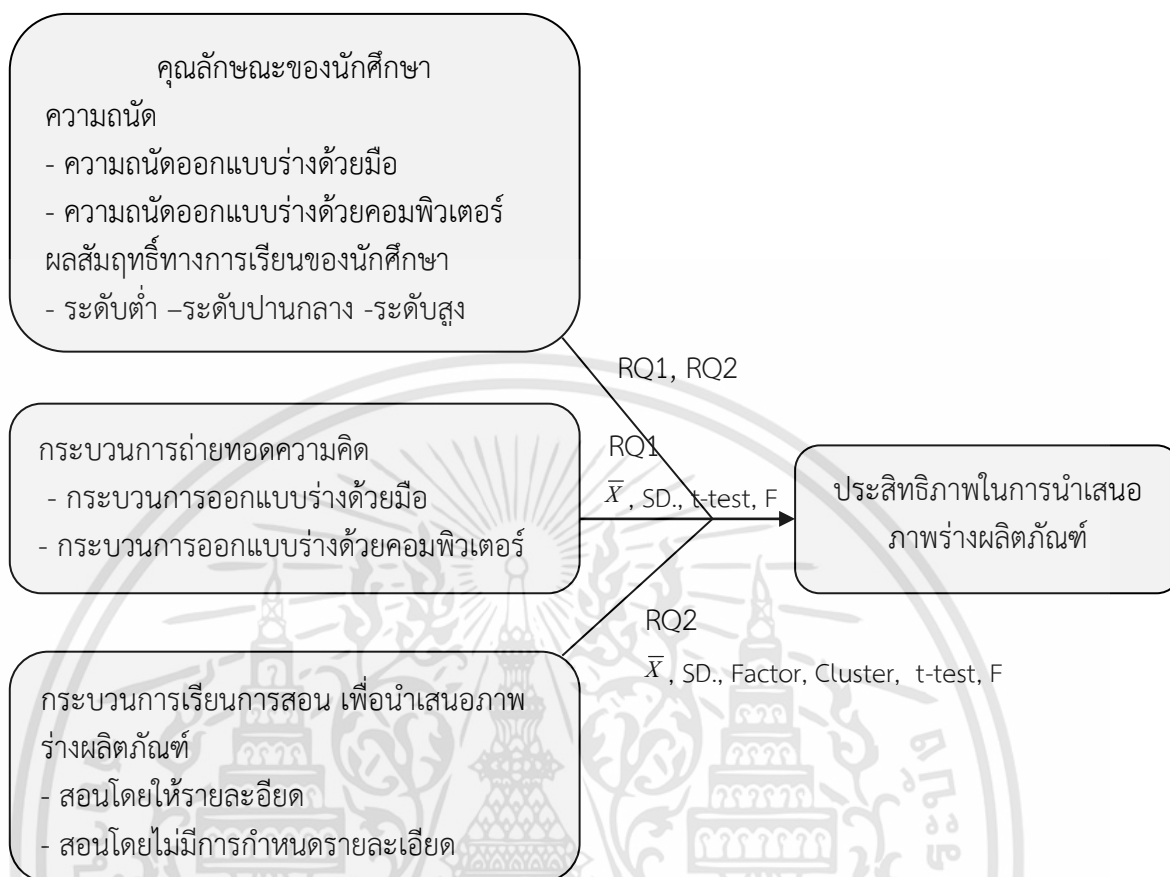 คุณลักษณะของนักศึกษา
ความถนัด
- ความถนัดออกแบบร่างด้วยมือ
- ความถนัดออกแบบร่างด้วยคอมพิวเตอร์
ผลสัมฤทธิ์ทางการเรียนของนักศึกษา
- ระดับต่ำ –ระดับปานกลาง -ระดับสูง
RQ1, RQ2
กระบวนการถ่ายทอดความคิด
- กระบวนการออกแบบร่างด้วยมือ
- กระบวนการออกแบบร่างด้วยคอมพิวเตอร์
RQ1
X̅ , SD., t-test, F
ประสิทธิภาพในการนำเสนอ
ภาพร่างผลิตภัณฑ์
RQ2
X̅ , SD., Factor, Cluster, t-test, F
กระบวนการเรียนการสอน เพื่อนำเสนอภาพ
ร่างผลิตภัณฑ์
- สอนโดยให้รายละอียด
- สอนโดยไม่มีการกำหนดรายละเอียด